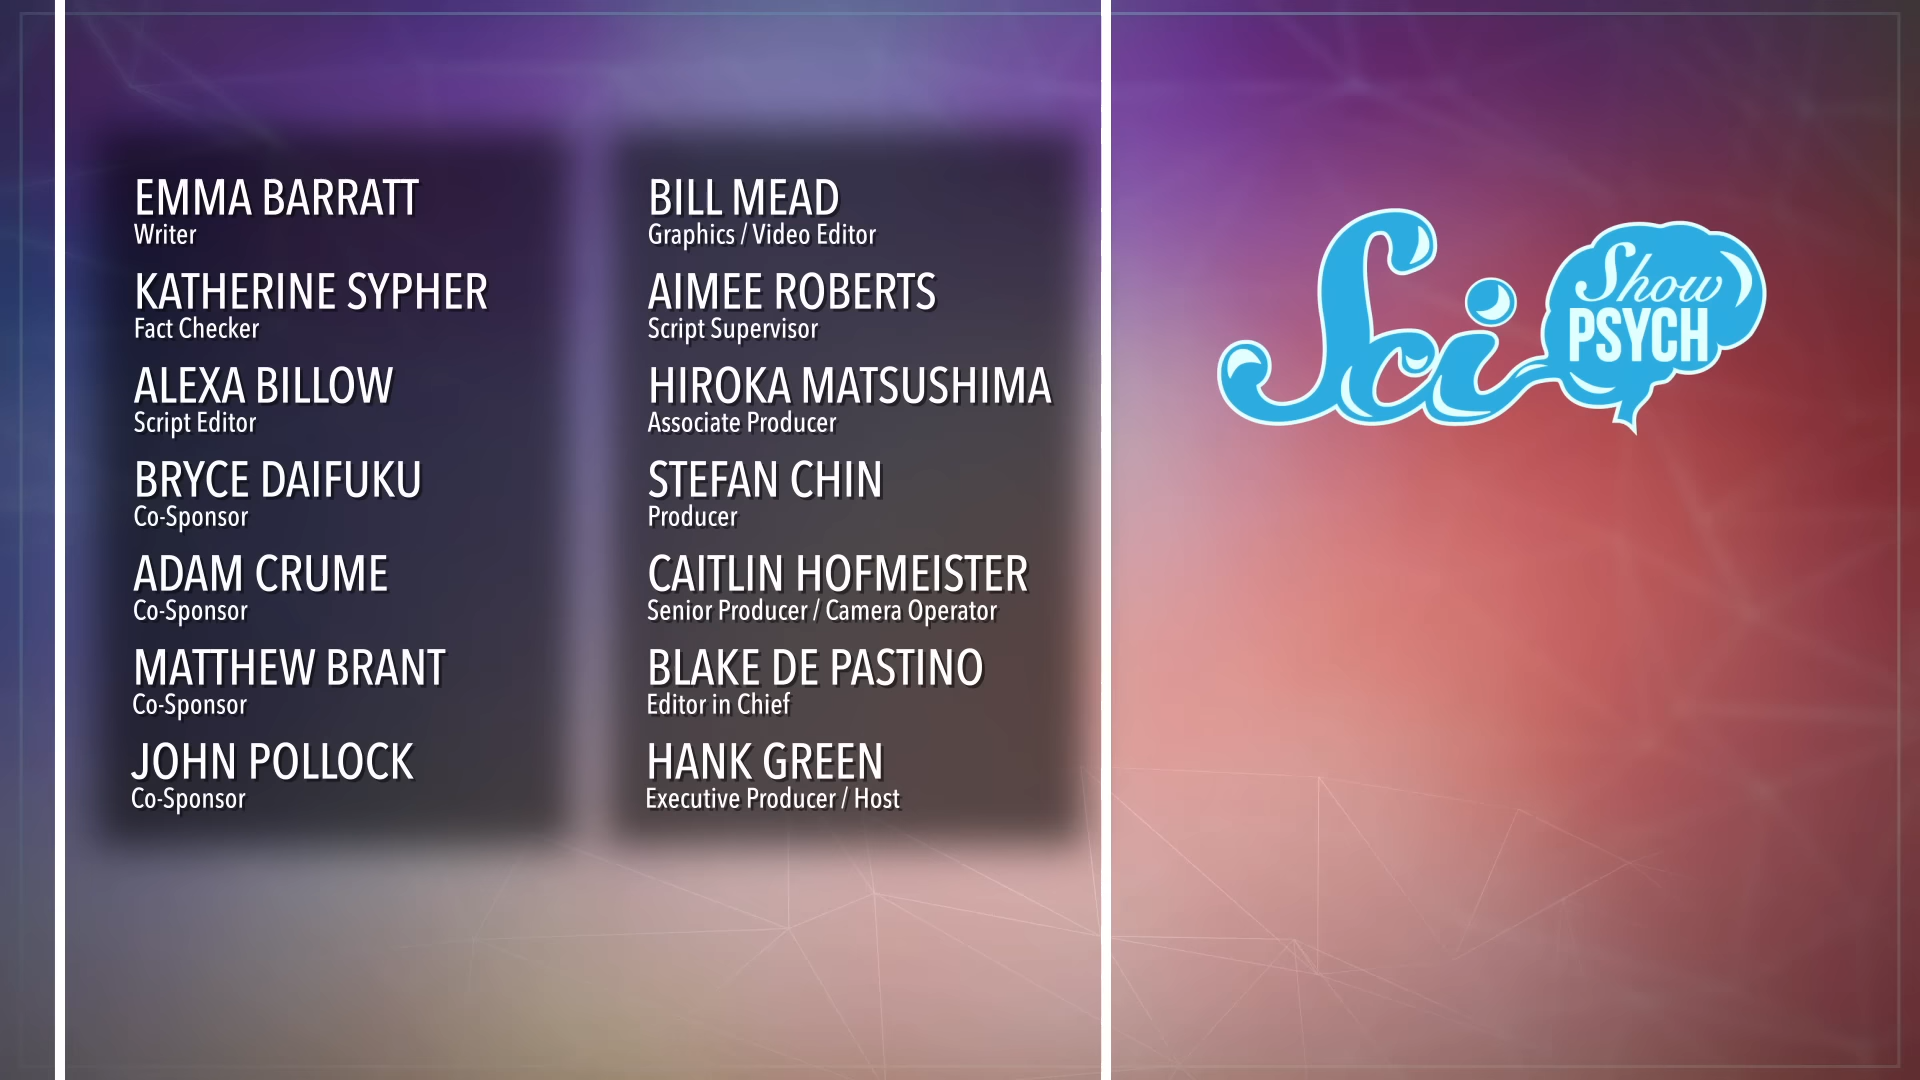 EMMA BARRATT
Writer
KATHERINE SYPHER
Fact Checker
ALEXA BILLOW
Script Editor
BRYCE DAIFUKU
Co-Sponsor
ADAM CRUME
Co-Sponsor
MATTHEW BRANT
Co-Sponsor
JOHN POLLOCK
Co-Sponsor
BILL MEAD
Graphics / Video Editor
AIMEE ROBERTS
Script Supervisor
HIROKA MATSUSHIMA
Associate Producer
STEFAN CHIN
Producer
CAITLIN HOFMEISTER
Senior Producer / Camera Operator
BLAKE DE PASTINO
Editor in Chief
HANK GREEN
Executive Producer / Host
Sci
Show
PSYCH